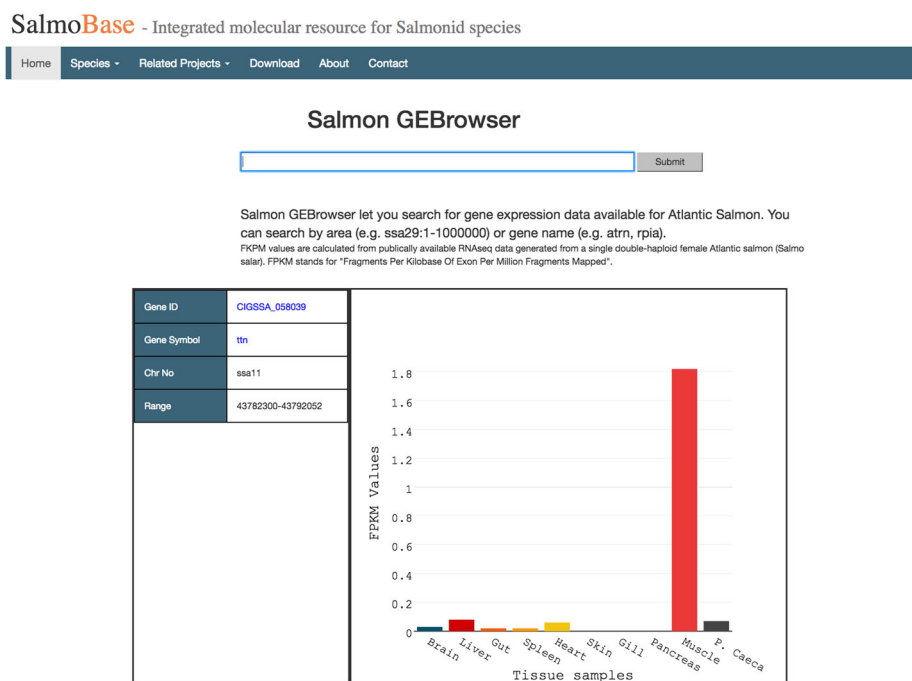 SalmoBase - Integrated molecular resource for Salmonid species
Home Species Related Projects Download About Contact
Salmon GEBrowser
Submit
Salmon GEBrowser let you search for gene expression data available for Atlantic Salmon. You
can search by area (e.g. ssa29:1-1000000) or gene name (e.g. atrn, rpia).
FKPM values are calculated from publically available RNAseq data generated from a single double-haploid female Atlantic salmon (Salmo
salar). FPKM stands for "Fragments Per Kilobase Of Exon Per Million Fragments Mapped".
Gene ID CIGSSA_058039
Gene Symbol ttn
Chr No ssa11
Range 43782300-43792052
FPKM Values
1.8
1.6
1.4
1.2
1
0.8
0.6
0.4
0.2
0
Brain Liver Gut Spleen Heart Skin Gill Pancreas Muscle P. Caeca
Tissue samples